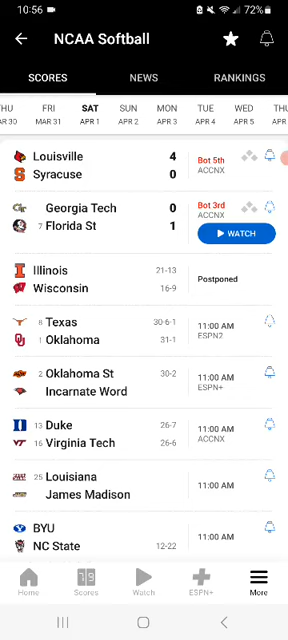 10:56 72%
NCAA Softball
SCORES NEWS RANKINGS
THU FRI SAT SUN MON TUE WED THU
AR 30 MAR 31 APR 1 APR 2 APR 3 APR 4 APR 5 APR
Louisville 4 Bot 5th
Syracuse 0 ACCNX
Georgia Tech 0 Bot 3rd
ACCNX
7 Florida St 1 WATCH
Illinois 21-13 Postponed
Wisconsin 16-9
8 Texas 30-6-1 11:00 AM
1 Oklahoma 31-1 ESPN2
2 Oklahoma St 30-2 11:00 AM
Incarnate Word ESPN+
13 Duke 26-7 11:00 AM
16 Virginia Tech 26-6 ACCNX
25 Louisiana 11:00 AM
James Madison
BYU 11:00 AM
NC State 12-22
Home Scores Watch ESPN+ More